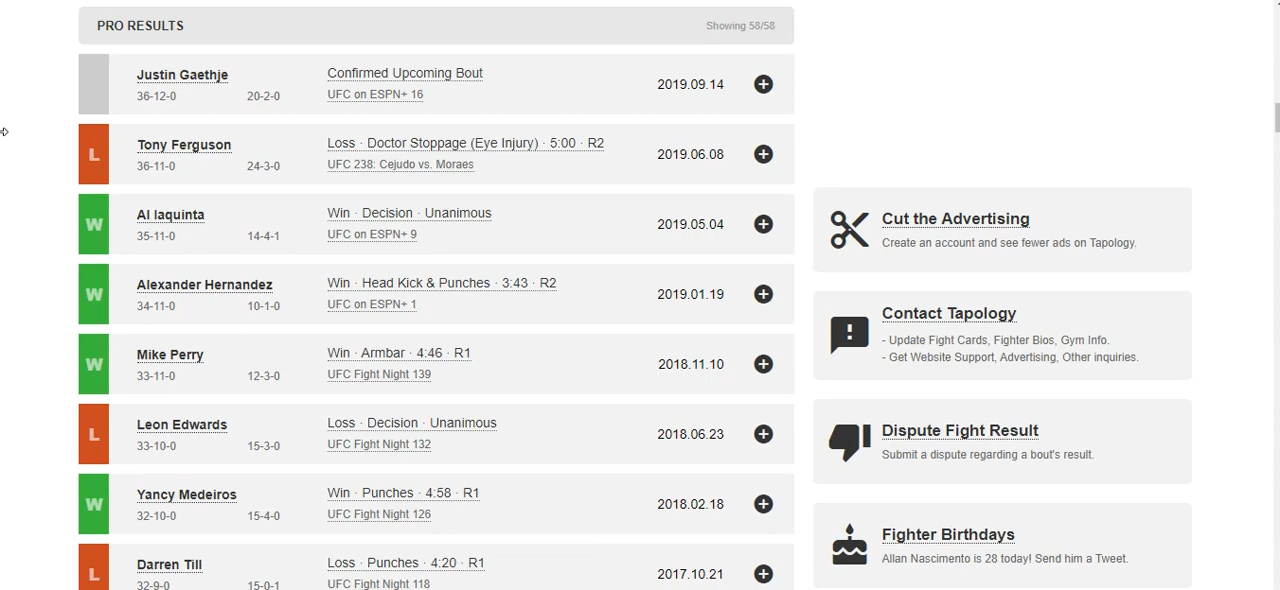 PRO RESULTS Showing 58/58
Justin Gaethje Confirmed Upcoming Bout 2019.09.14
36-12-0 20-2-0 UFC on ESPN+ 16
L Tony Ferguson Loss · Doctor Stoppage (Eye Injury) · 5:00 · R2 2019.06.08
36-11-0 24-3-0 UFC 238: Cejudo vs. Moraes
W Al Iaquinta Win · Decision · Unanimous 2019.05.04
35-11-0 14-4-1 UFC on ESPN+ 9
W Alexander Hernandez Win · Head Kick & Punches · 3:43 · R2 2019.01.19
34-11-0 10-1-0 UFC on ESPN+ 1
W Mike Perry Win · Armbar · 4:46 · R1 2018.11.10
33-11-0 12-3-0 UFC Fight Night 139
L Leon Edwards Loss · Decision · Unanimous 2018.06.23
33-10-0 15-3-0 UFC Fight Night 132
W Yancy Medeiros Win · Punches · 4:58 · R1 2018.02.18
32-10-0 15-4-0 UFC Fight Night 126
L Darren Till Loss · Punches · 4:20 · R1 2017.10.21
32-9-0 15-0-1 UFC Fight Night 118
Cut the Advertising
Create an account and see fewer ads on Tapology.
Contact Tapology
- Update Fight Cards, Fighter Bios, Gym Info.
- Get Website Support, Advertising, Other inquiries.
Dispute Fight Result
Submit a dispute regarding a bout's result.
Fighter Birthdays
Allan Nascimento is 28 today! Send him a Tweet.